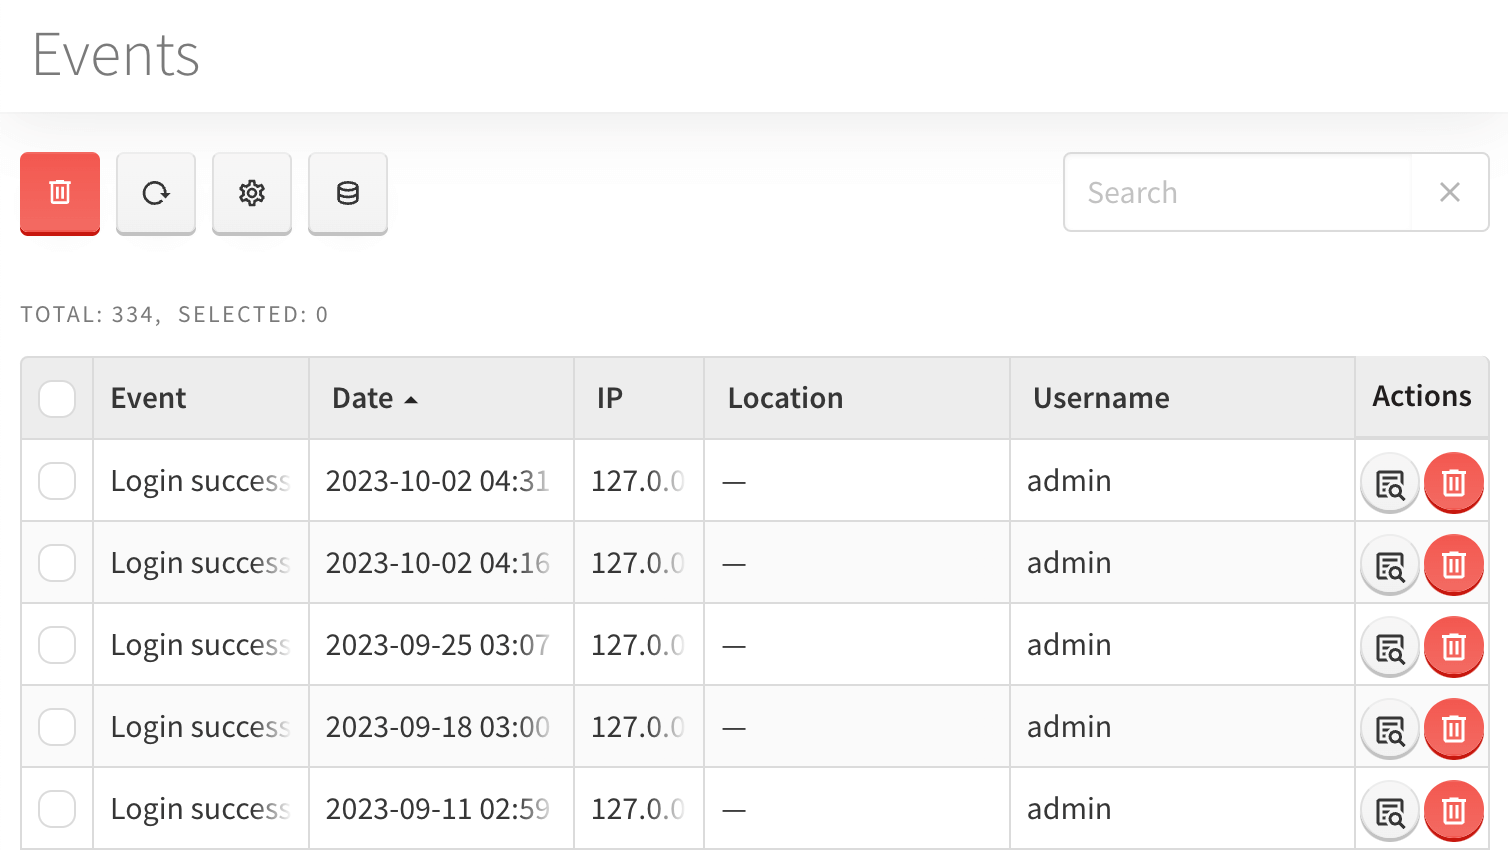 Events
Search
TOTAL: 334, SELECTED: 0
Event Date IP Location Username Actions
Login success 2023-10-02 04:31 127.0.0 — admin
Login success 2023-10-02 04:16 127.0.0 — admin
Login success 2023-09-25 03:07 127.0.0 — admin
Login success 2023-09-18 03:00 127.0.0 — admin
Login success 2023-09-11 02:59 127.0.0 — admin